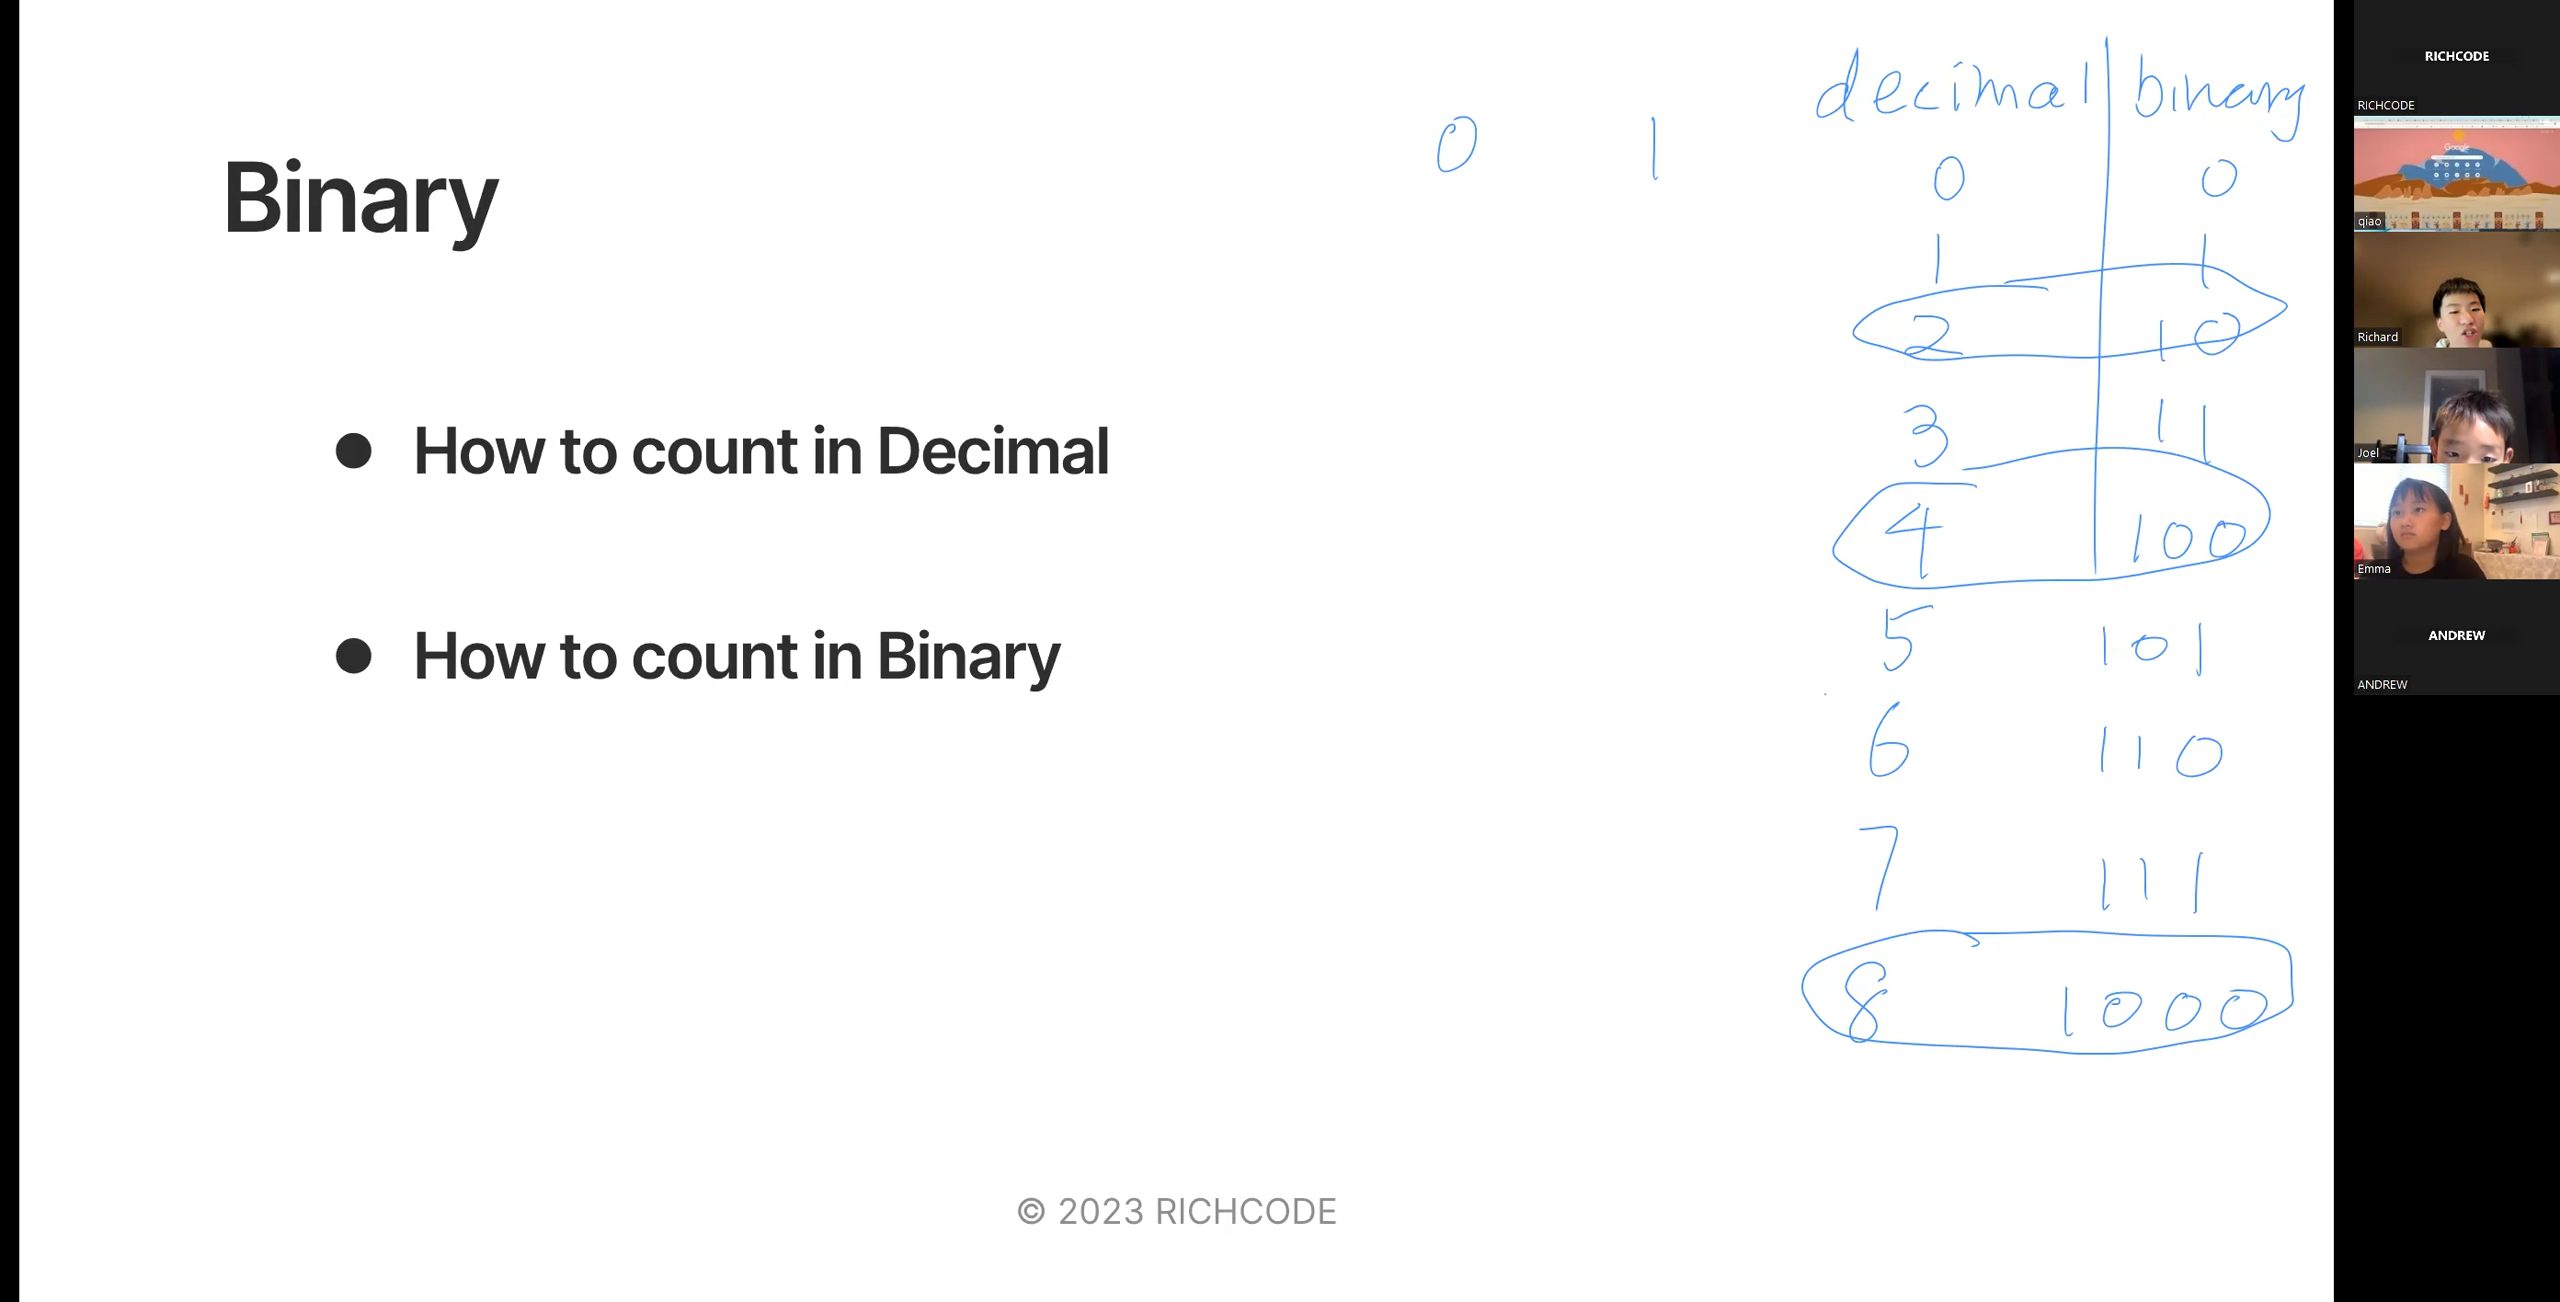 Binary
How to count in Decimal
How to count in Binary
0 1
decimal binary
0 0
1 1
2 10
3 11
4 100
5 101
6 110
7 111
8 1000
© 2023 RICHCODE
RICHCODE
RICHCODE
Google
qiao
Richard
Joel
Emma
ANDREW
ANDREW